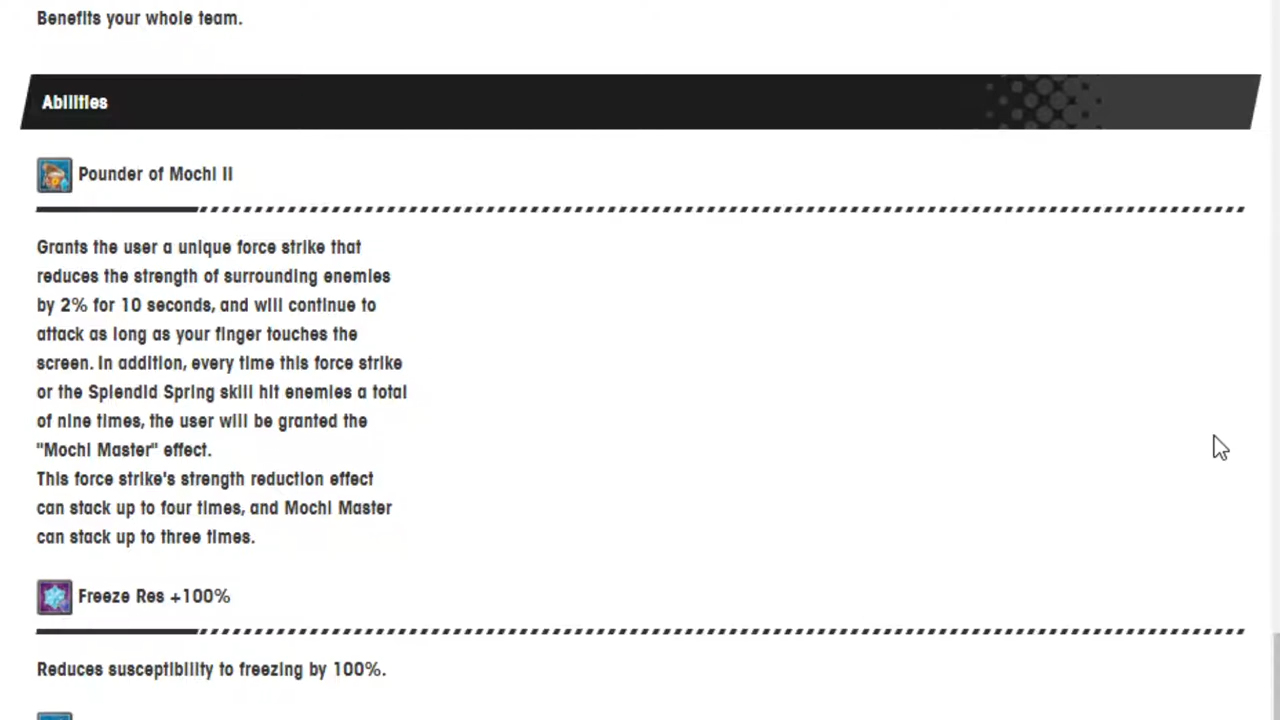 Benefits your whole team.
Abilities
Pounder of Mochi II
Grants the user a unique force strike that
reduces the strength of surrounding enemies
by 2% for 10 seconds, and will continue to
attack as long as your finger touches the
screen. In addition, every time this force strike
or the Splendid Spring skill hit enemies a total
of nine times, the user will be granted the
"Mochi Master" effect.
This force strike's strength reduction effect
can stack up to four times, and Mochi Master
can stack up to three times.
Freeze Res +100%
Reduces susceptibility to freezing by 100%.